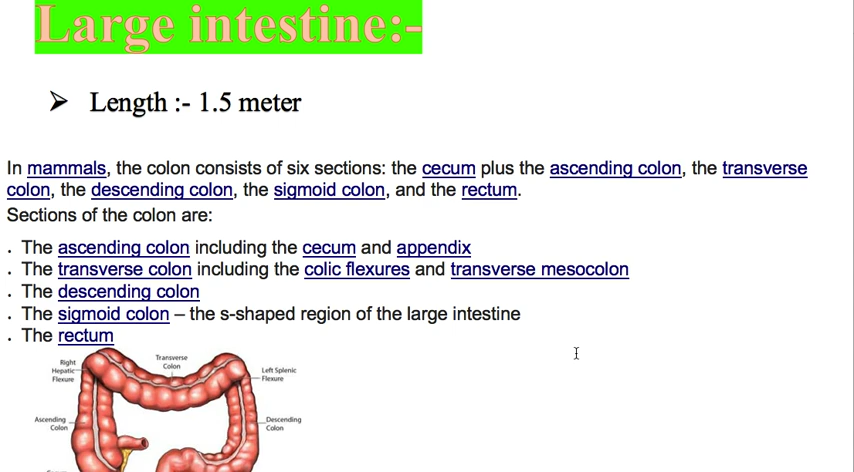 Large intestine:-
➢ Length :- 1.5 meter
In mammals, the colon consists of six sections: the cecum plus the ascending colon, the transverse
colon, the descending colon, the sigmoid colon, and the rectum.
Sections of the colon are:
. The ascending colon including the cecum and appendix
. The transverse colon including the colic flexures and transverse mesocolon
. The descending colon
. The sigmoid colon – the s-shaped region of the large intestine
. The rectum
Right
Hepatic
Flexure
Transverse
Colon
Left Splenic
Flexure
Ascending
Colon
Descending
Colon